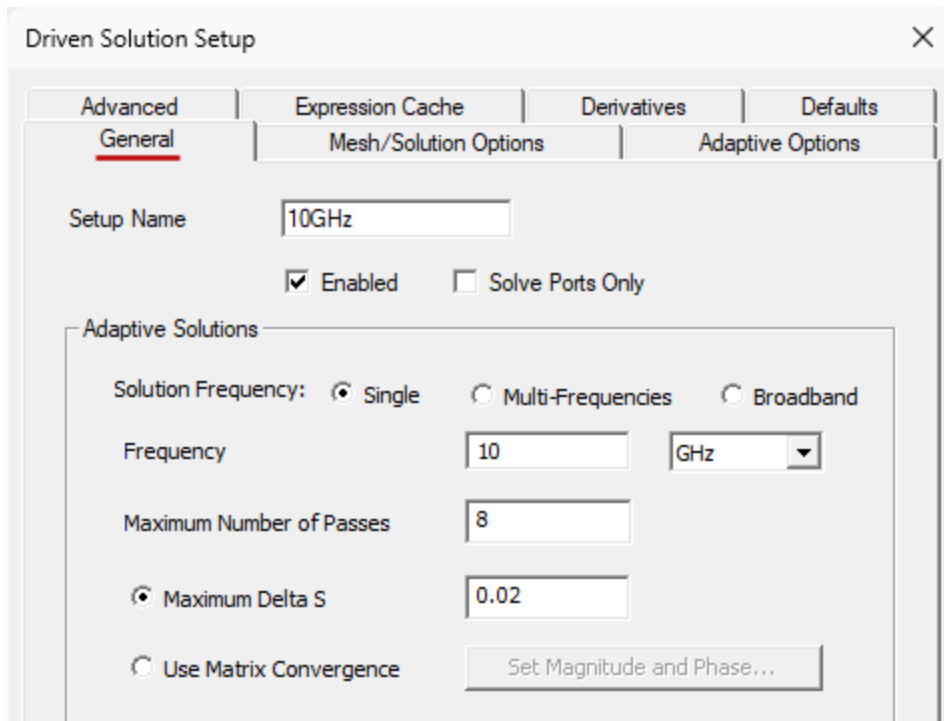 Driven Solution Setup
Advanced Expression Cache Derivatives Defaults
General Mesh/Solution Options Adaptive Options
Setup Name 10GHz
Enabled Solve Ports Only
Adaptive Solutions
Solution Frequency: Single Multi-Frequencies Broadband
Frequency 10 GHz
Maximum Number of Passes 8
Maximum Delta S 0.02
Use Matrix Convergence Set Magnitude and Phase...